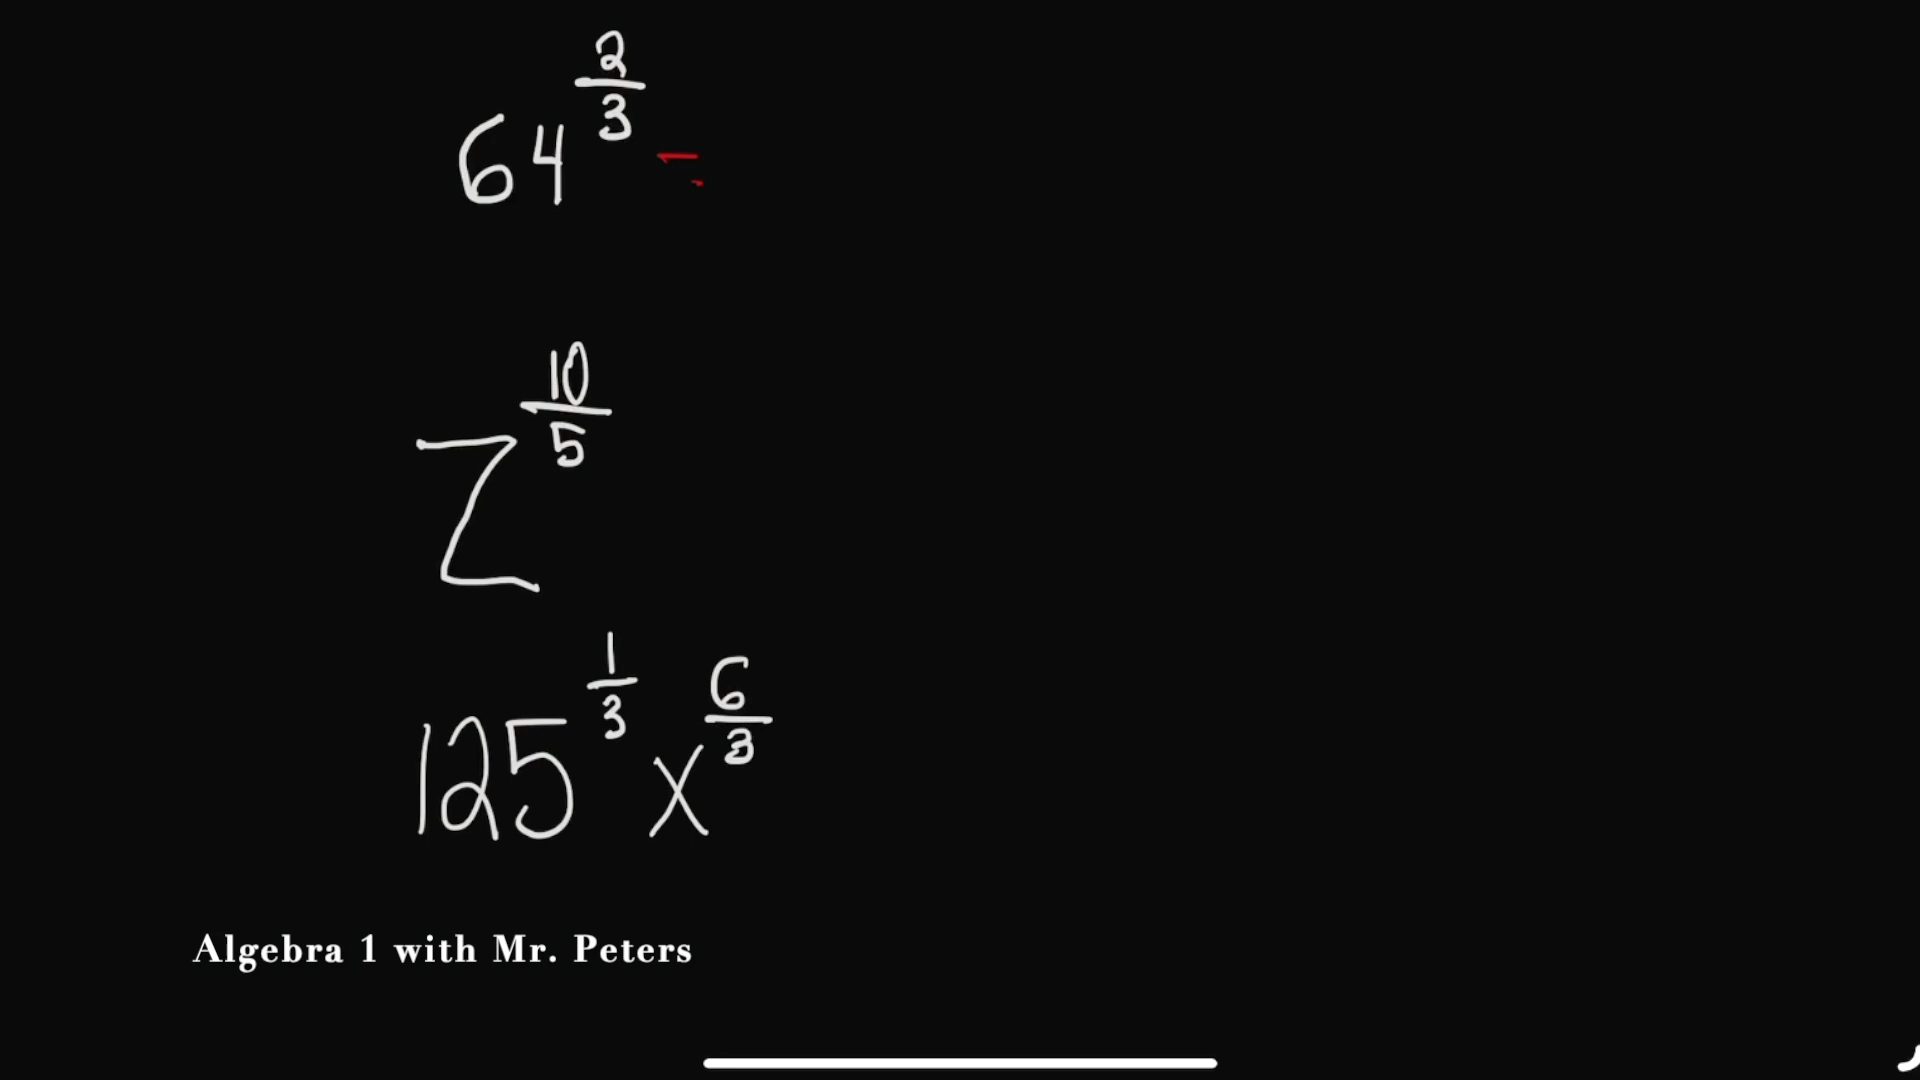 64^(2/3) =
Z^(10/5)
125^(1/3) x^(6/3)
Algebra 1 with Mr. Peters